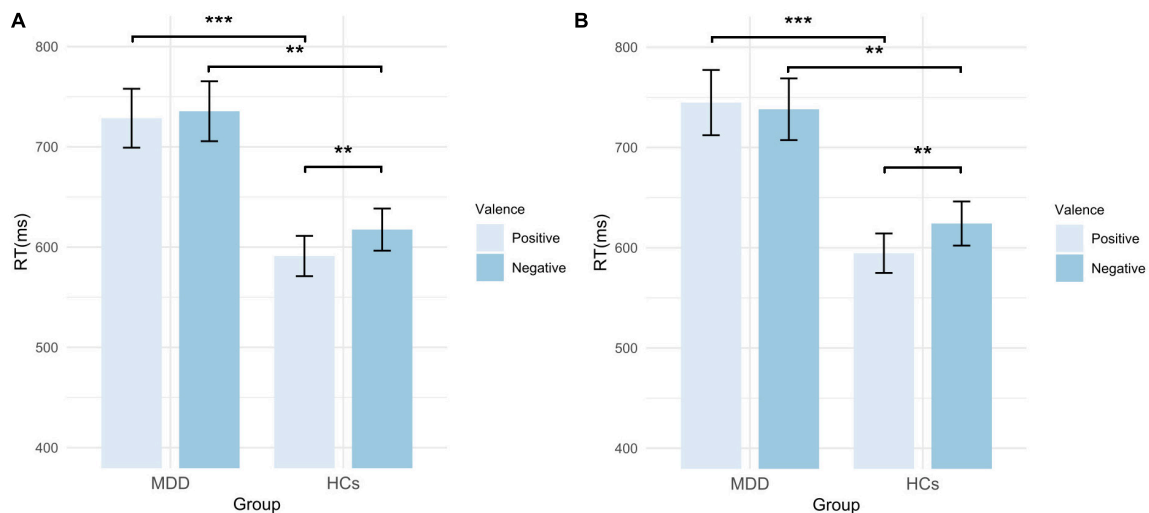 A
***
**
**
800
700
600
500
400
RT(ms)
MDD
HCs
Group
Valence
Positive
Negative
B
***
**
**
800
700
600
500
400
RT(ms)
MDD
HCs
Group
Valence
Positive
Negative